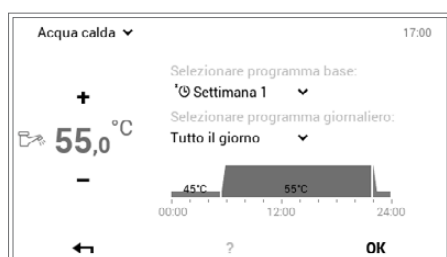 Acqua calda
17:00
Selezionare programma base:
Settimana 1
Selezionare programma giornaliero:
Tutto il giorno
+
55,0°C
−
45°C 55°C
00:00 12:00 24:00
? OK